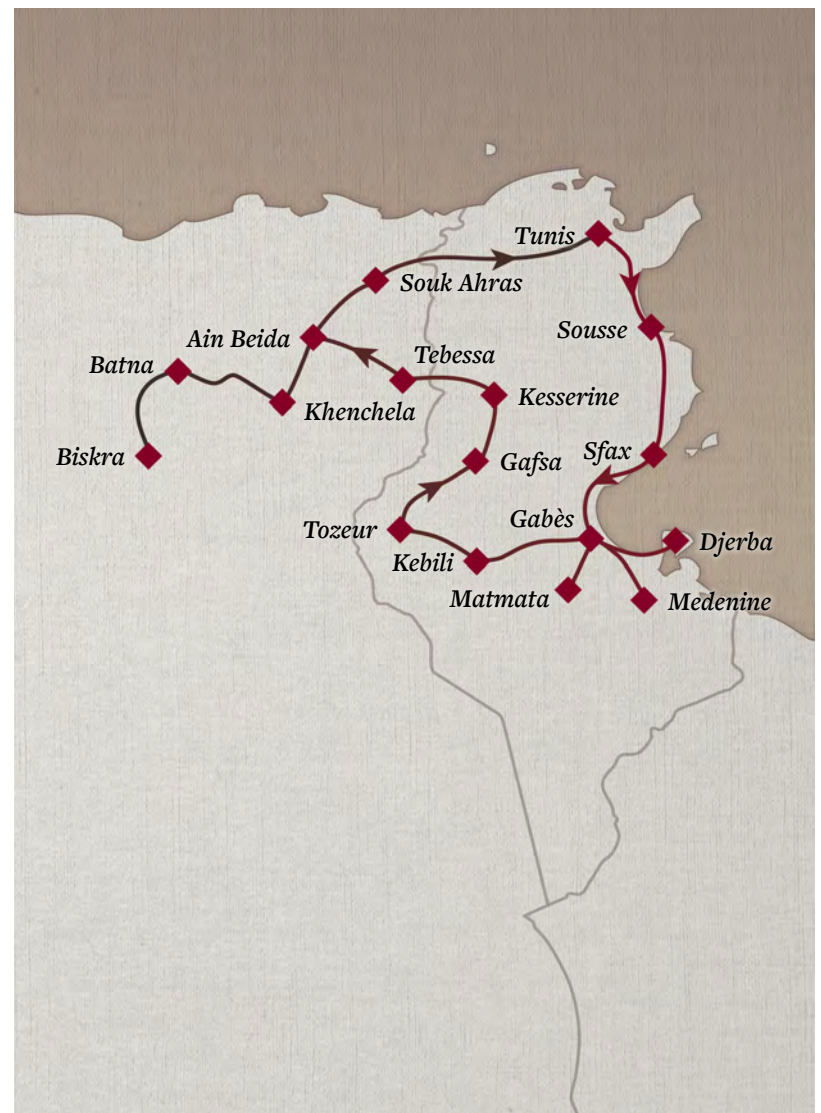 Tunis
Souk Ahras
Sousse
Ain Beida
Tebessa
Batna
Kesserine
Khenchela
Sfax
Biskra
Gafsa
Gabès
Tozeur
Djerba
Kebili
Matmata
Medenine